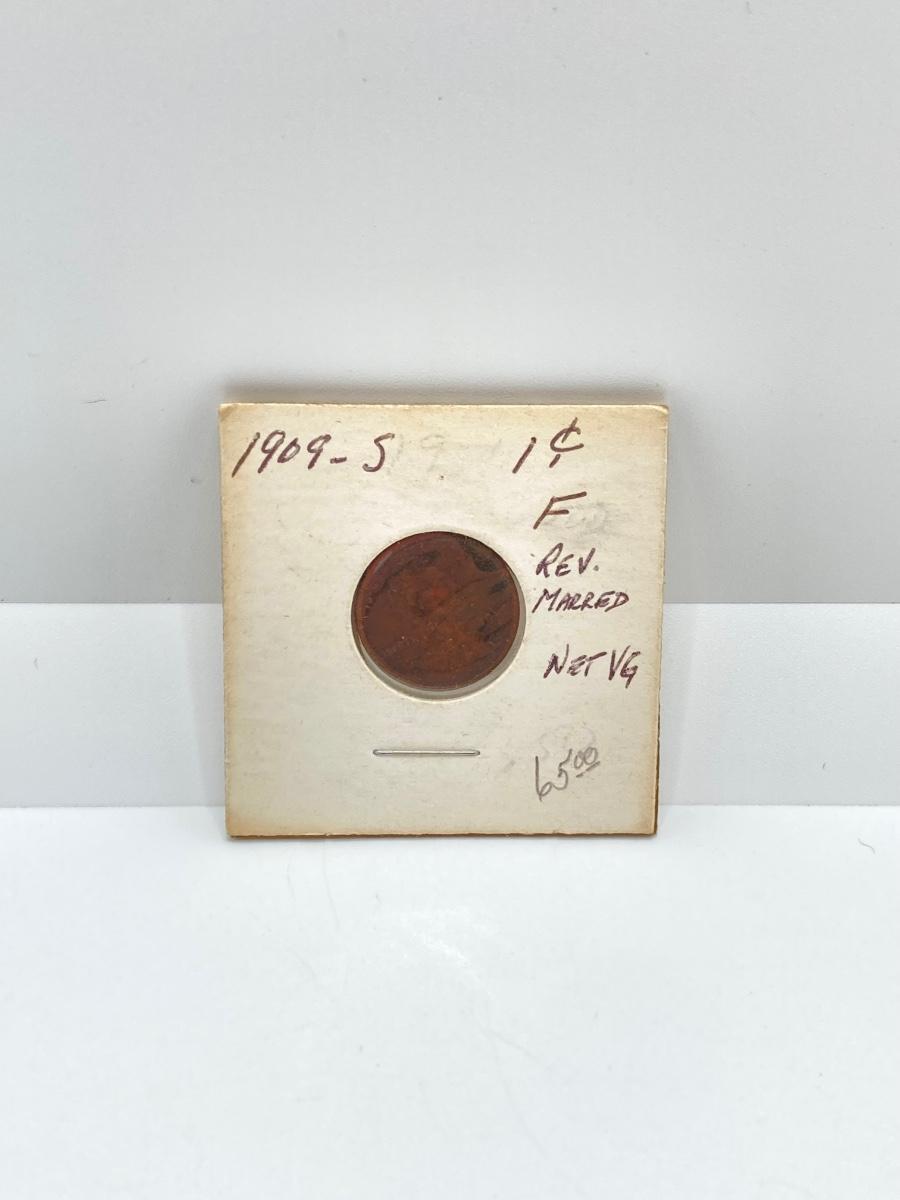 1909-S 1¢
F
REV.
MARRED
NET VG
65.00